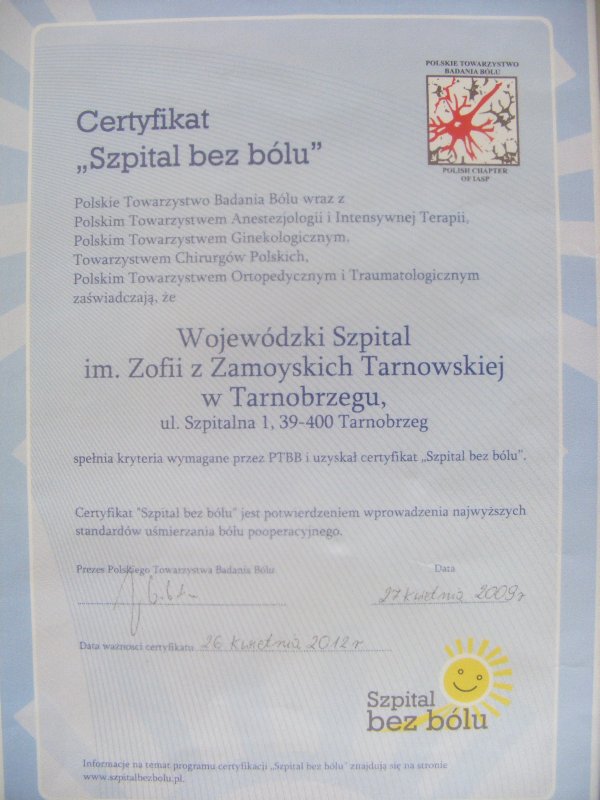 POLSKIE TOWARZYSTWO
BADANIA BÓLU
POLISH CHAPTER
OF IASP
Certyfikat
„Szpital bez bólu”
Polskie Towarzystwo Badania Bólu wraz z
Polskim Towarzystwem Anestezjologii i Intensywnej Terapii,
Polskim Towarzystwem Ginekologicznym,
Towarzystwem Chirurgów Polskich,
Polskim Towarzystwem Ortopedycznym i Traumatologicznym
zaświadczają, że
Wojewódzki Szpital
im. Zofii z Zamoyskich Tarnowskiej
w Tarnobrzegu,
ul. Szpitalna 1, 39-400 Tarnobrzeg
spełnia kryteria wymagane przez PTBB i uzyskał certyfikat „Szpital bez bólu”.
Certyfikat "Szpital bez bólu" jest potwierdzeniem wprowadzenia najwyższych
standardów uśmierzania bólu pooperacyjnego.
Prezes Polskiego Towarzystwa Badania Bólu
Data
27 kwietnia 2009r
Data ważności certyfikatu 26 kwietnia 2012 r
Szpital
bez bólu
Informacje na temat programu certyfikacji „Szpital bez bólu” znajdują się na stronie
www.szpitalbezbolu.pl.